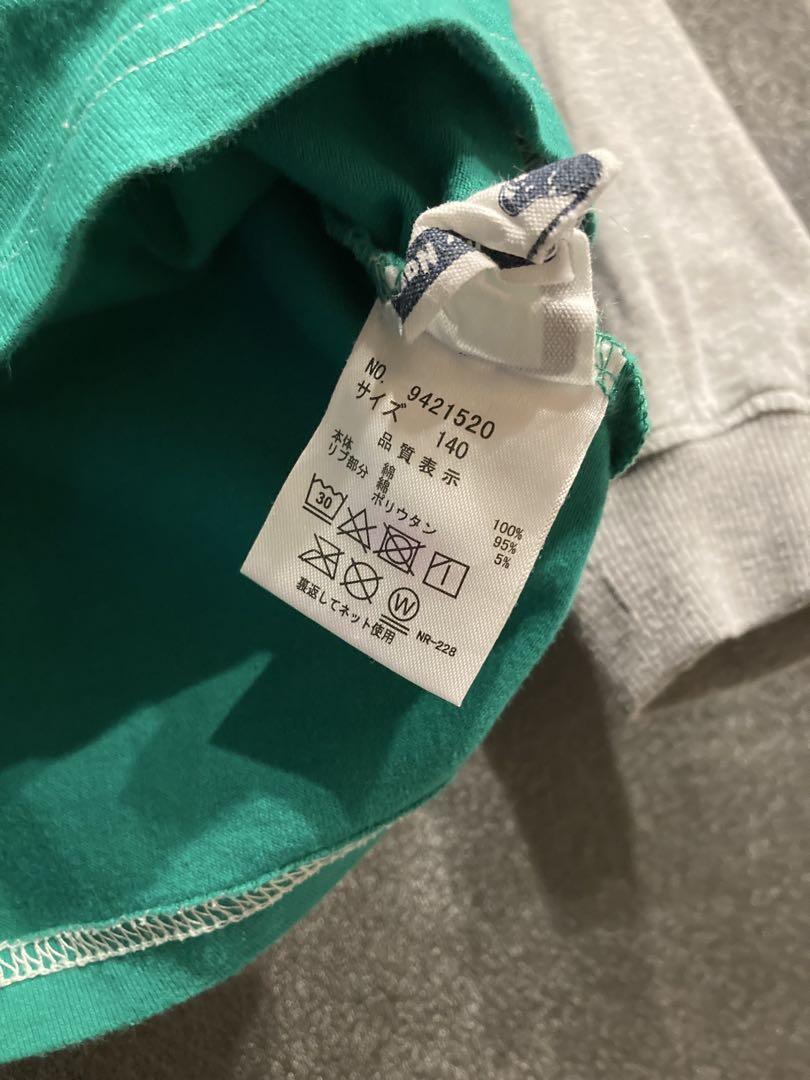 NO. 9421520
サイズ 140
品質表示
本体 綿 100%
リブ部分 綿 95%
ポリウタン 5%
30
W
裏返してネット使用 NR-228